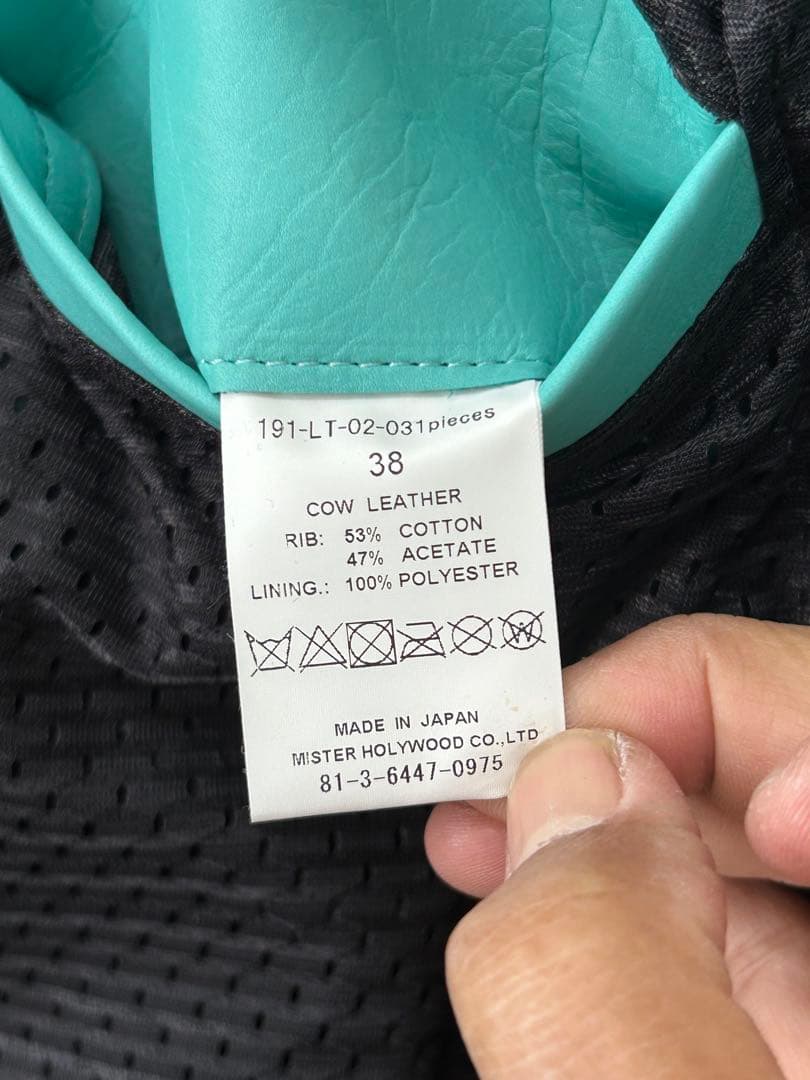 191-LT-02-031pieces
38
COW LEATHER
RIB: 53% COTTON
47% ACETATE
LINING.: 100% POLYESTER
W
MADE IN JAPAN
MISTER HOLYWOOD CO.,LTD
81-3-6447-0975